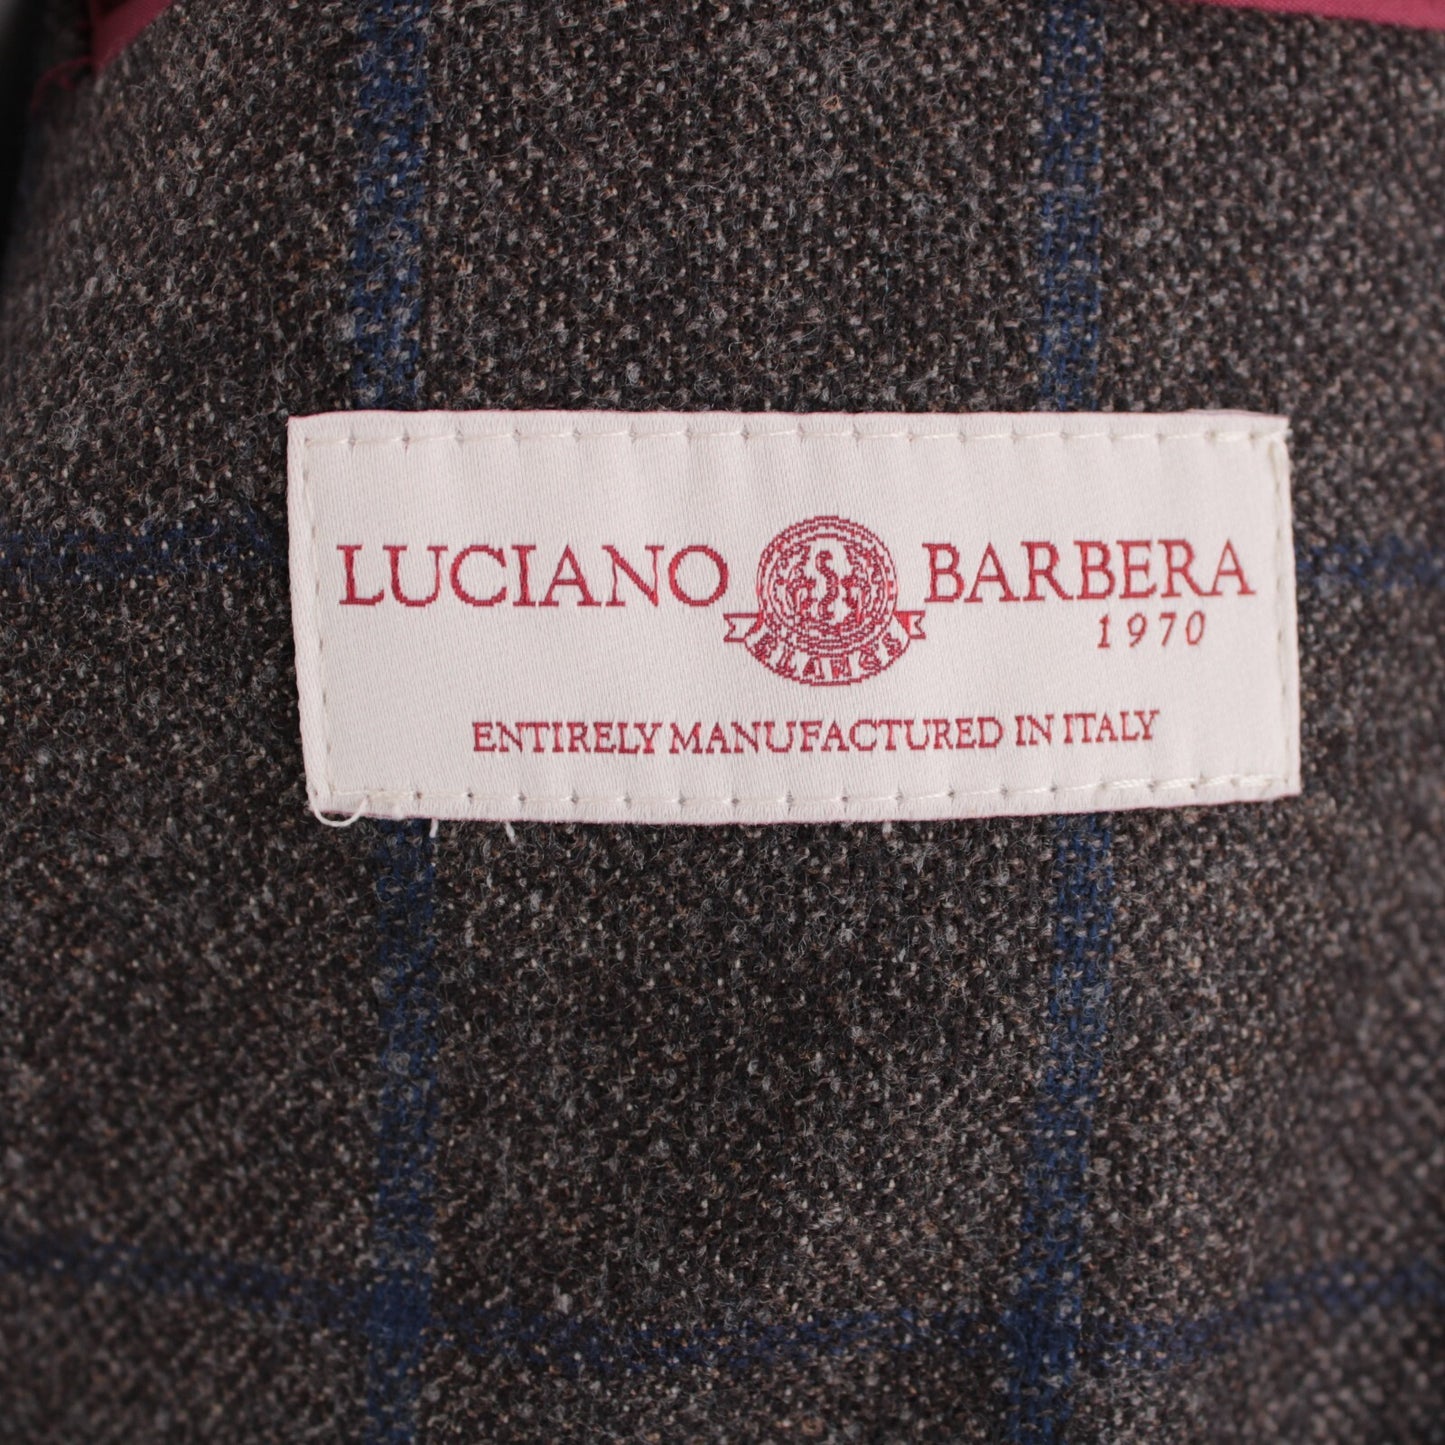 LUCIANO BARBERA
1970
ENTIRELY MANUFACTURED IN ITALY